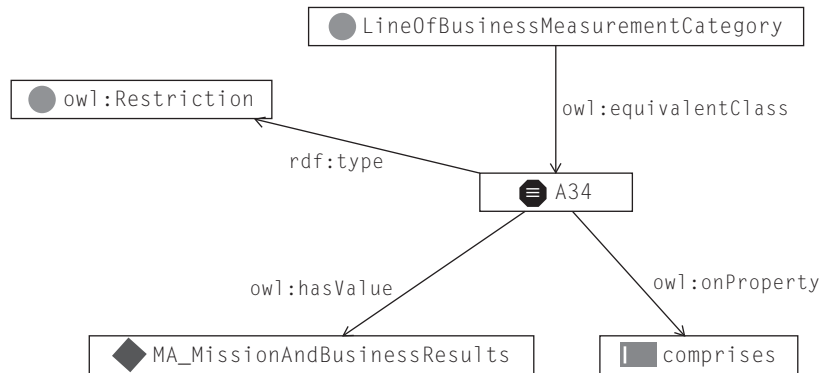 LineOfBusinessMeasurementCategory
owl:Restriction
owl:equivalentClass
rdf:type
A34
owl:hasValue
owl:onProperty
MA_MissionAndBusinessResults
comprises